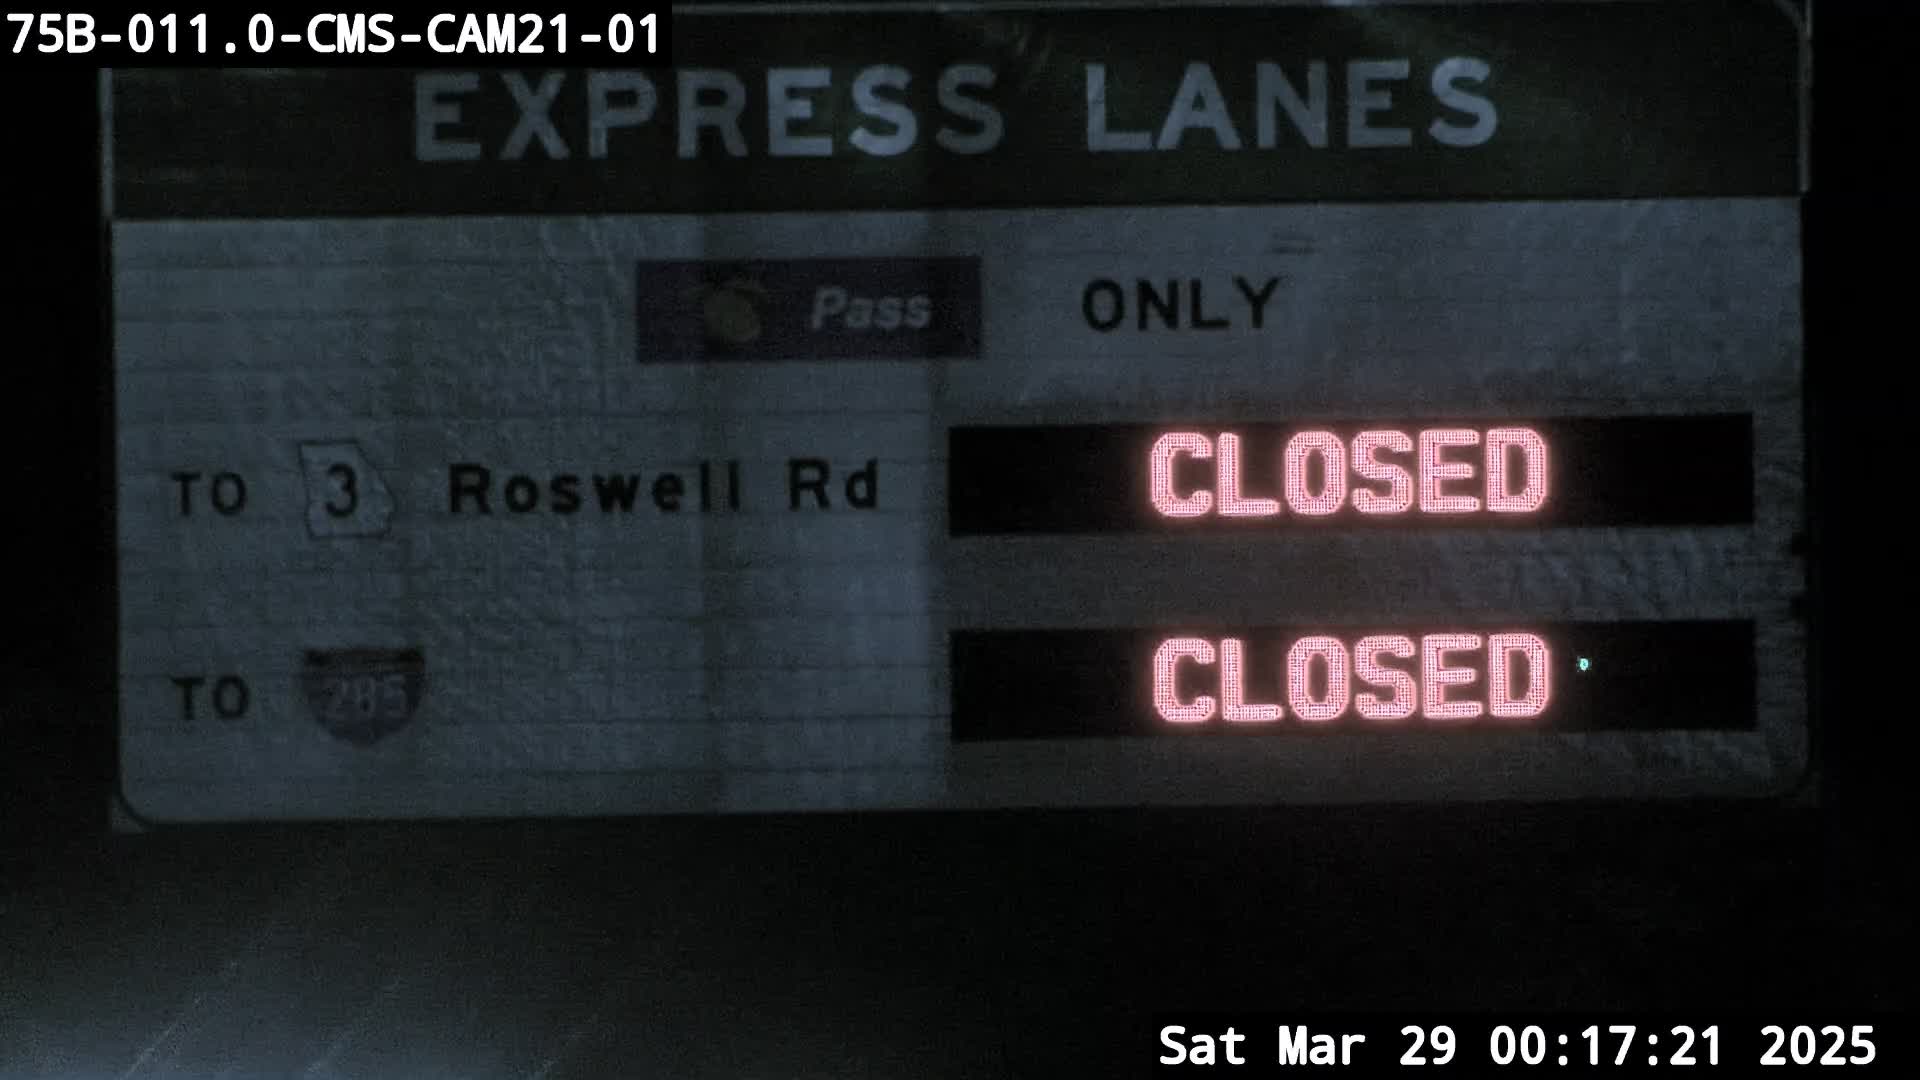 75B-011.0-CMS-CAM21-01
EXPRESS LANES
Pass ONLY
TO 3 Roswell Rd CLOSED
TO 285 CLOSED
Sat Mar 29 00:17:21 2025